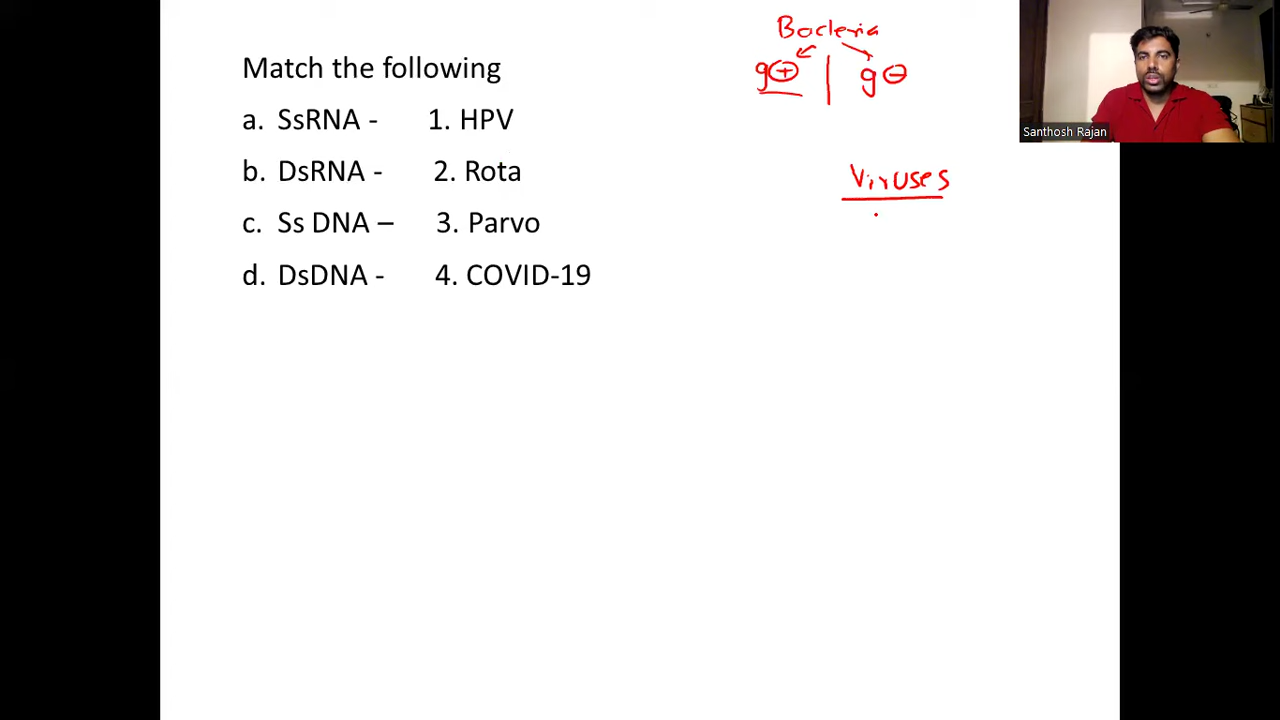 Match the following
a. SsRNA - 1. HPV
b. DsRNA - 2. Rota
c. Ss DNA – 3. Parvo
d. DsDNA - 4. COVID-19
Bacteria
g+ | g-
Viruses
Santhosh Rajan